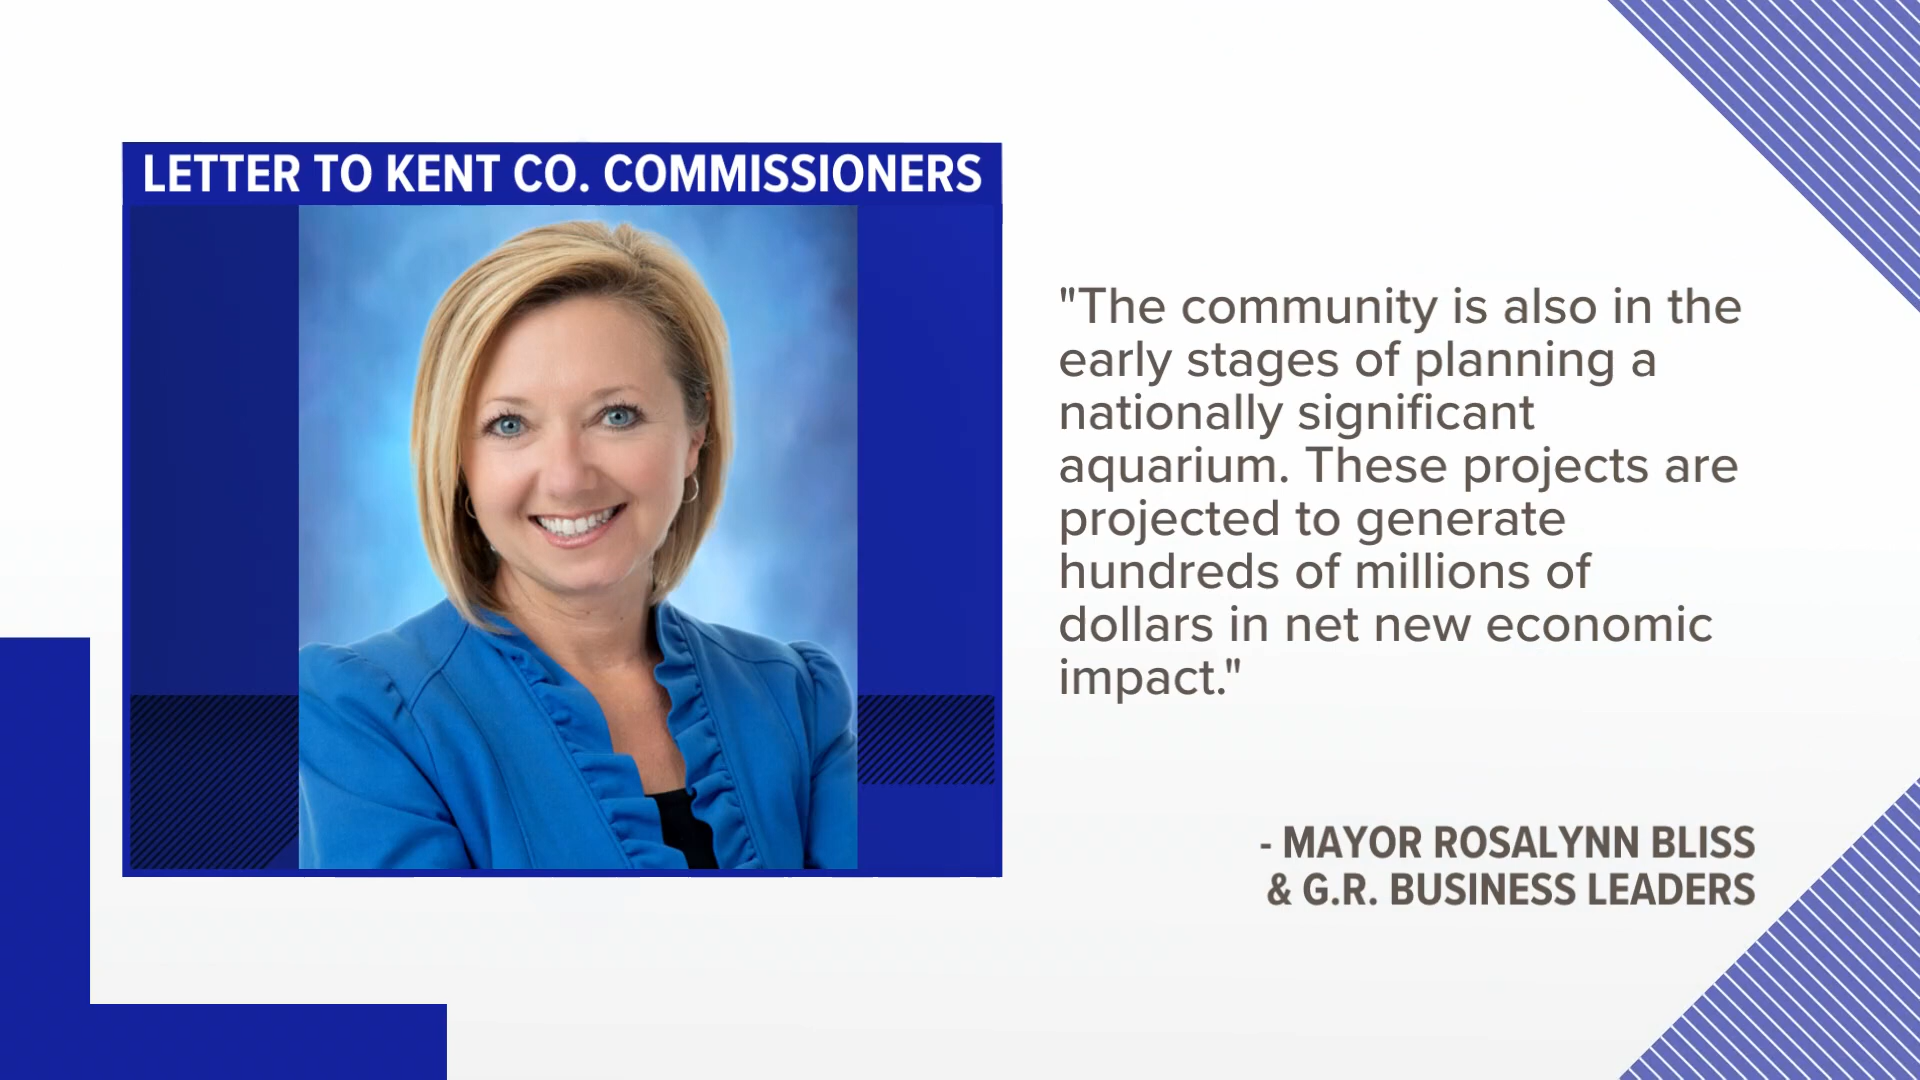 LETTER TO KENT CO. COMMISSIONERS
"The community is also in the
early stages of planning a
nationally significant
aquarium. These projects are
projected to generate
hundreds of millions of
dollars in net new economic
impact."
- MAYOR ROSALYNN BLISS
& G.R. BUSINESS LEADERS